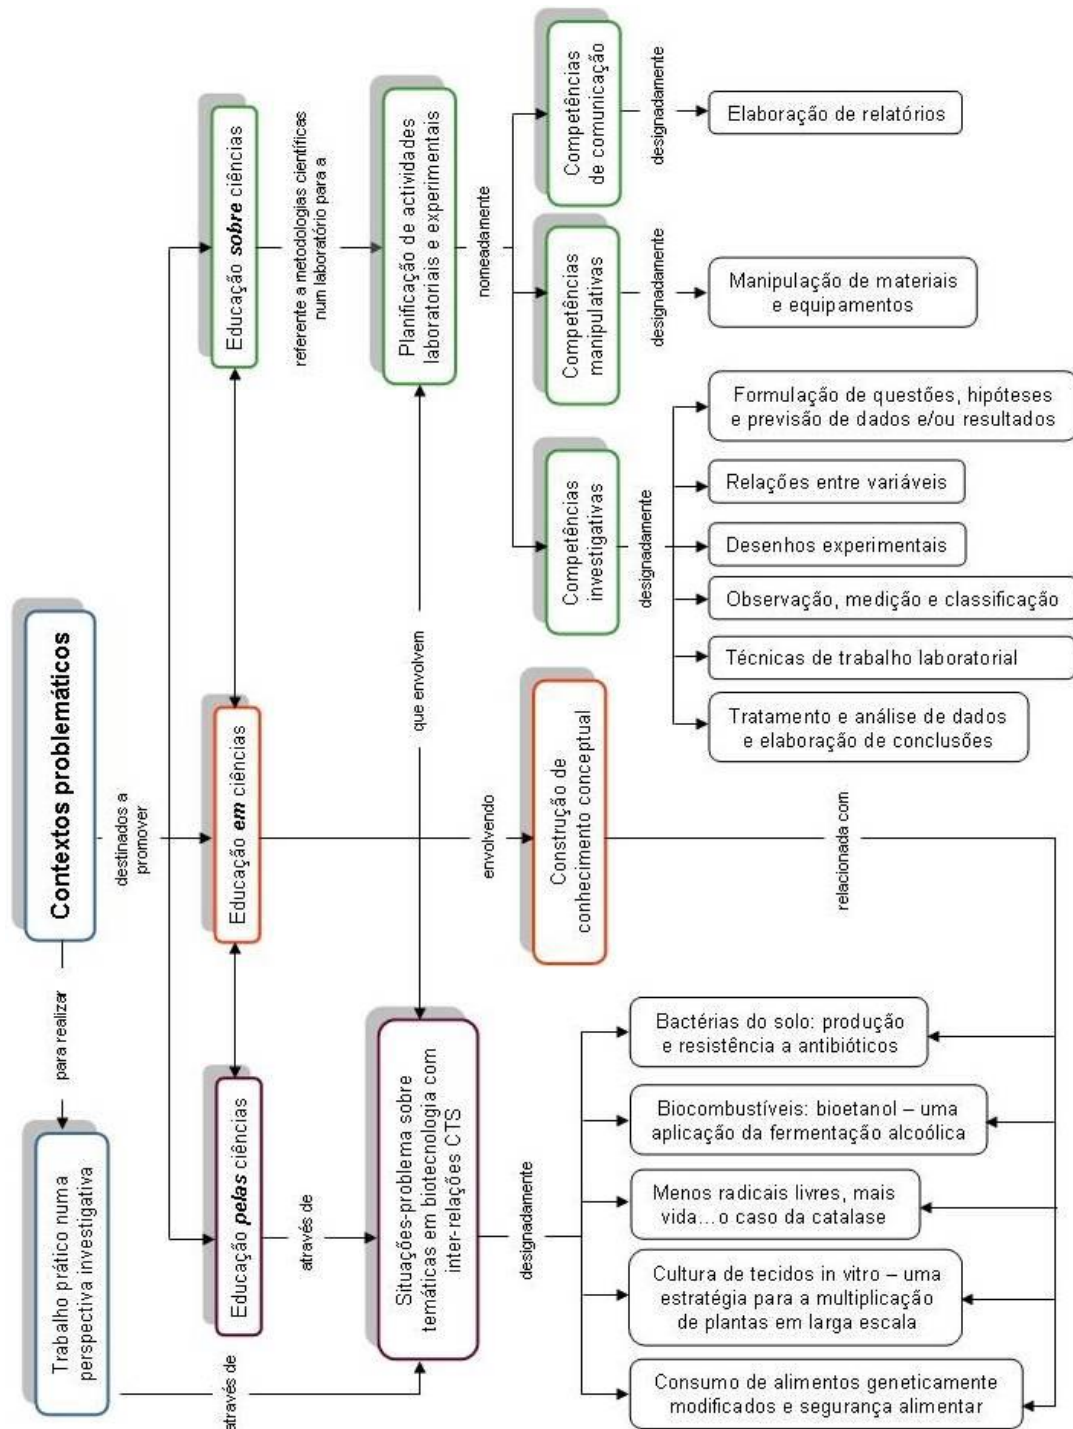 Contextos problemáticos
para realizar
destinados a
promover
Trabalho prático numa
perspectiva investigativa
através de
Educação pelas ciências
Educação em ciências
Educação sobre ciências
através de
envolvendo
referente a metodologias científicas
num laboratório para a
Situações-problema sobre
temáticas em biotecnologia com
inter-relações CTS
que envolvem
Planificação de actividades
laboratoriais e experimentais
designadamente
nomeadamente
Construção de
conhecimento conceptual
relacionada com
Competências
investigativas
Competências
manipulativas
Competências
de comunicação
designadamente
designadamente
designadamente
Elaboração de relatórios
Manipulação de materiais
e equipamentos
Formulação de questões, hipóteses
e previsão de dados e/ou resultados
Relações entre variáveis
Desenhos experimentais
Observação, medição e classificação
Técnicas de trabalho laboratorial
Tratamento e análise de dados
e elaboração de conclusões
Bactérias do solo: produção
e resistência a antibióticos
Biocombustíveis: bioetanol – uma
aplicação da fermentação alcoólica
Menos radicais livres, mais
vida...o caso da catalase
Cultura de tecidos in vitro – uma
estratégia para a multiplicação
de plantas em larga escala
Consumo de alimentos geneticamente
modificados e segurança alimentar